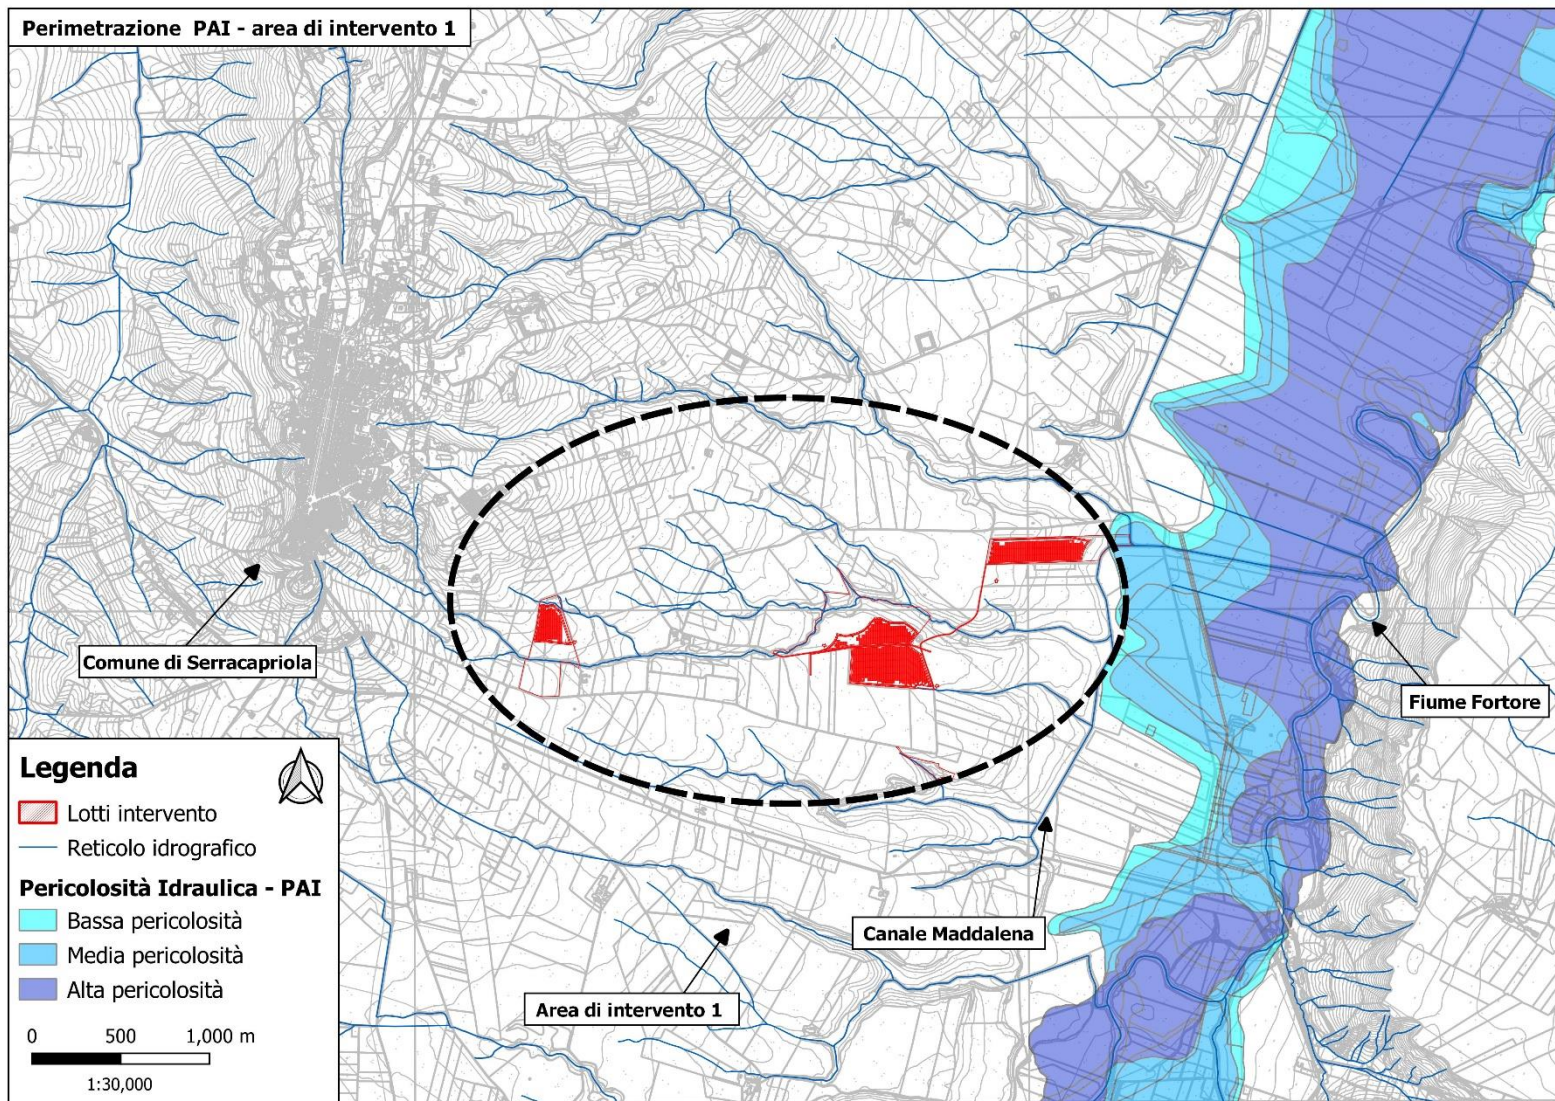 Perimetrazione PAI - area di intervento 1
Comune di Serracapriola
Fiume Fortore
Canale Maddalena
Area di intervento 1
Legenda
Lotti intervento
Reticolo idrografico
Pericolosità Idraulica - PAI
Bassa pericolosità
Media pericolosità
Alta pericolosità
0 500 1,000 m
1:30,000